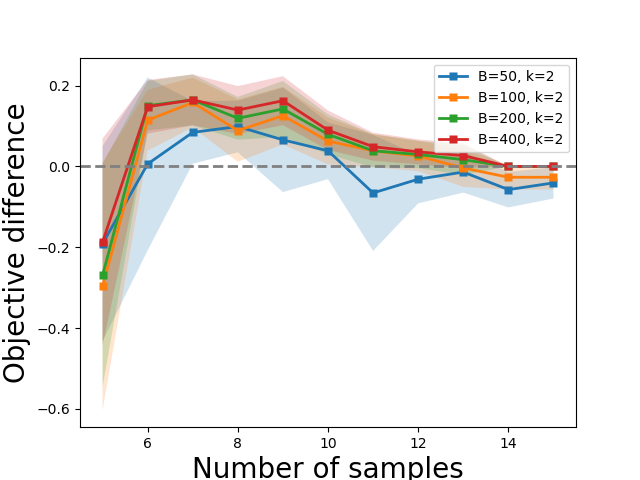 Objective difference
0.2
0.0
−0.2
−0.4
−0.6
B=50, k=2
B=100, k=2
B=200, k=2
B=400, k=2
6 8 10 12 14
Number of samples